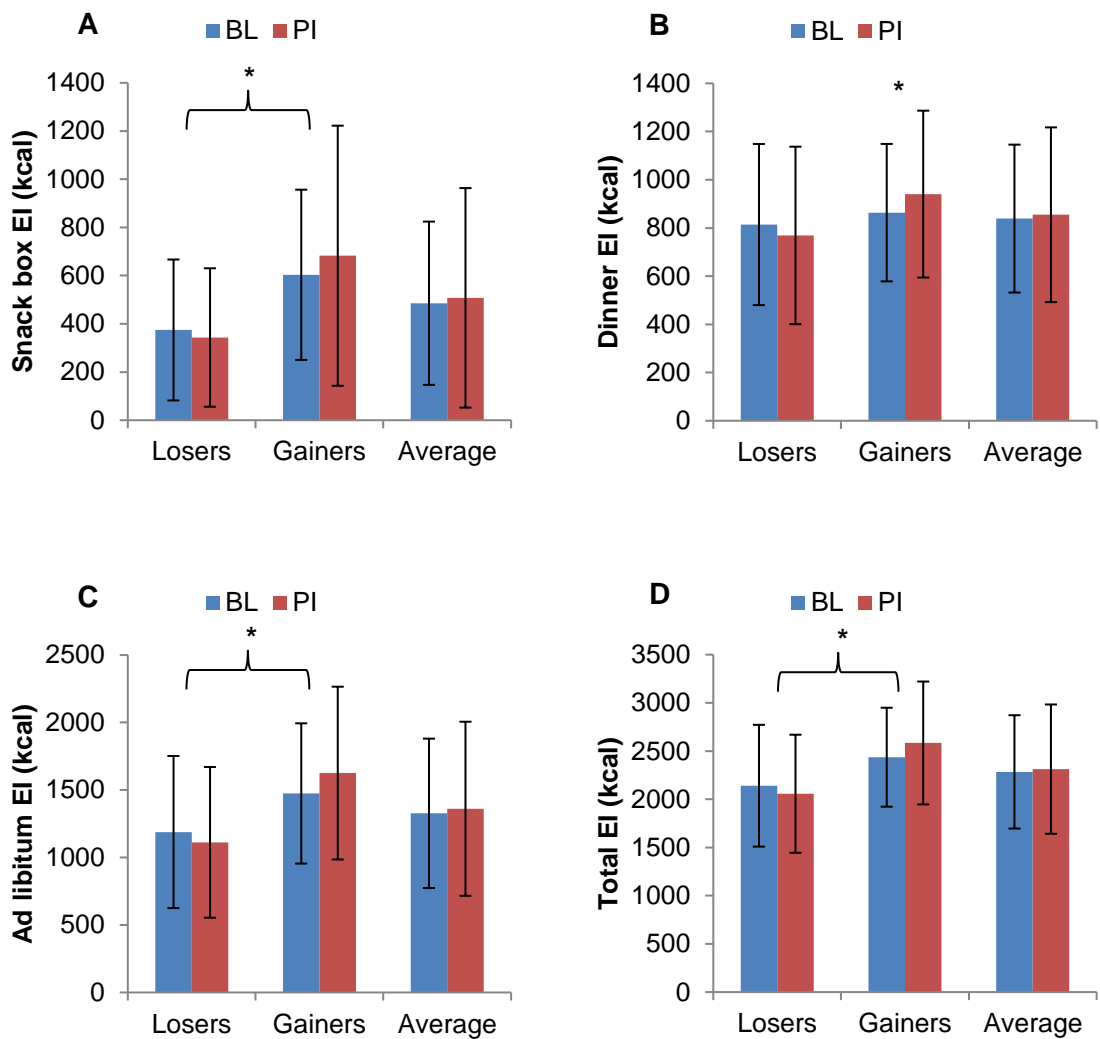 A
BL PI
*
Snack box EI (kcal)
1400
1200
1000
800
600
400
200
0
Losers Gainers Average
B
BL PI
*
Dinner EI (kcal)
1400
1200
1000
800
600
400
200
0
Losers Gainers Average
C
BL PI
*
Ad libitum EI (kcal)
2500
2000
1500
1000
500
0
Losers Gainers Average
D
BL PI
*
Total EI (kcal)
3500
3000
2500
2000
1500
1000
500
0
Losers Gainers Average